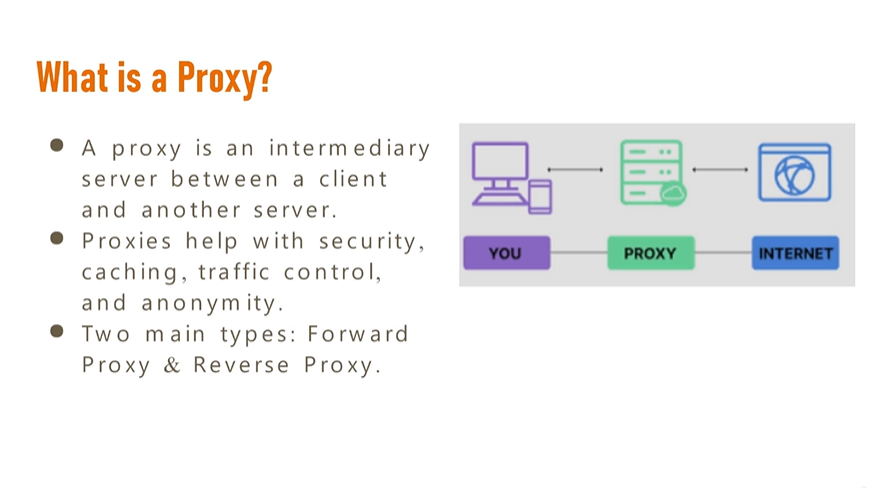 What is a Proxy?
• A proxy is an intermediary
server between a client
and another server.
• Proxies help with security,
caching, traffic control,
and anonymity.
• Two main types: Forward
Proxy & Reverse Proxy.
YOU
PROXY
INTERNET